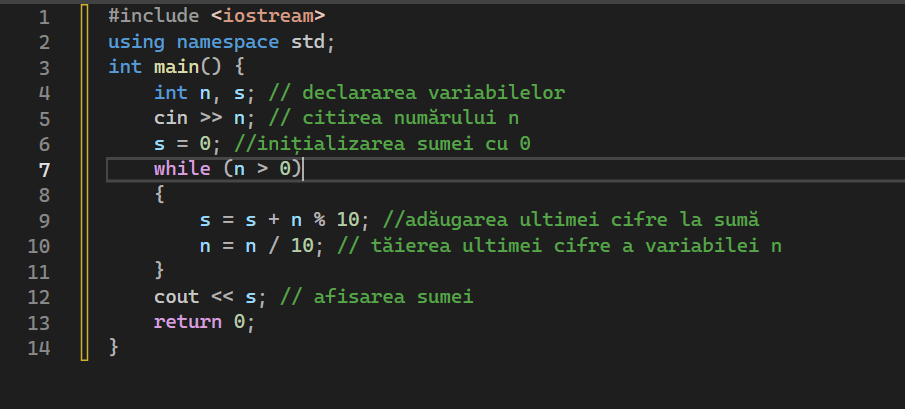 1 #include <iostream>
2 using namespace std;
3 int main() {
4 int n, s; // declararea variabilelor
5 cin >> n; // citirea numărului n
6 s = 0; //inițializarea sumei cu 0
7 while (n > 0)
8 {
9 s = s + n % 10; //adăugarea ultimei cifre la sumă
10 n = n / 10; // tăierea ultimei cifre a variabilei n
11 }
12 cout << s; // afisarea sumei
13 return 0;
14 }